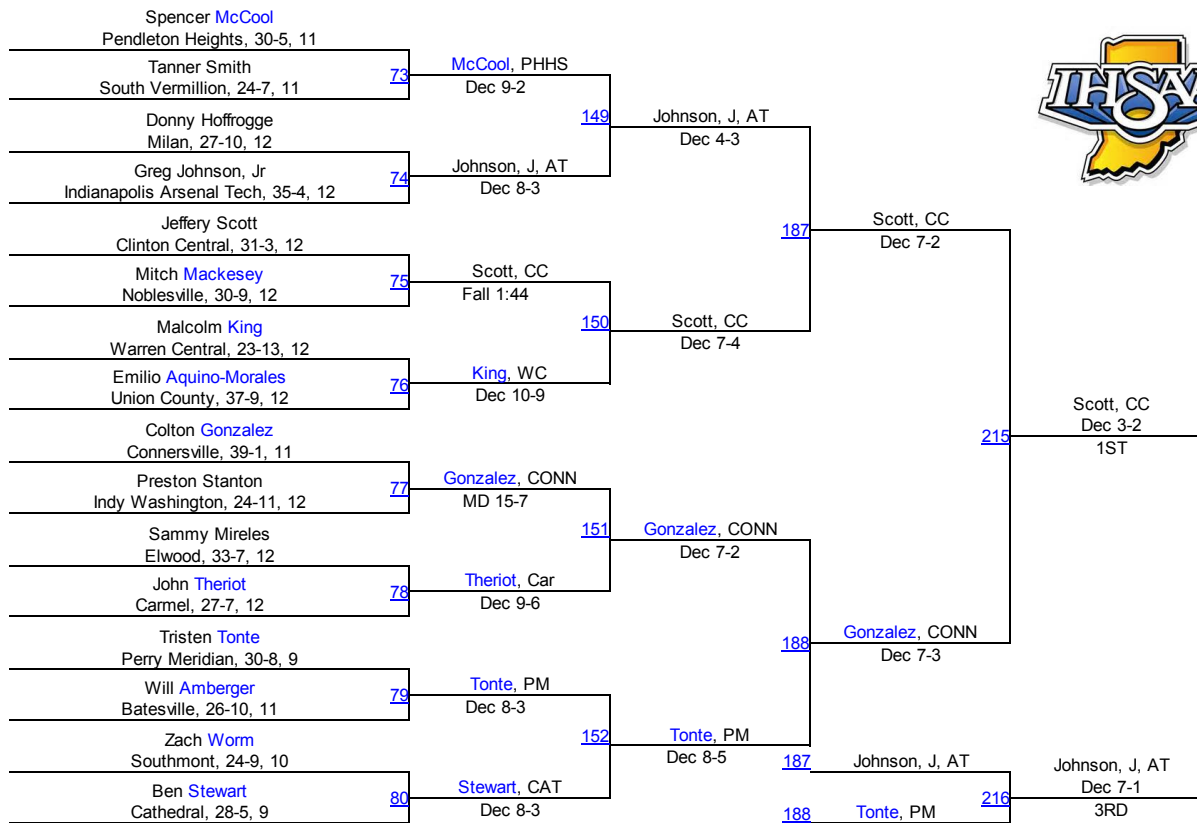 Spencer McCool
Pendleton Heights, 30-5, 11
Tanner Smith
South Vermillion, 24-7, 11
73
McCool, PHHS
Dec 9-2
Donny Hoffrogge
Milan, 27-10, 12
Greg Johnson, Jr
Indianapolis Arsenal Tech, 35-4, 12
74
Johnson, J, AT
Dec 8-3
149
Johnson, J, AT
Dec 4-3
Jeffery Scott
Clinton Central, 31-3, 12
Mitch Mackesey
Noblesville, 30-9, 12
75
Scott, CC
Fall 1:44
Malcolm King
Warren Central, 23-13, 12
Emilio Aquino-Morales
Union County, 37-9, 12
76
King, WC
Dec 10-9
150
Scott, CC
Dec 7-4
187
Scott, CC
Dec 7-2
Colton Gonzalez
Connersville, 39-1, 11
Preston Stanton
Indy Washington, 24-11, 12
77
Gonzalez, CONN
MD 15-7
Sammy Mireles
Elwood, 33-7, 12
John Theriot
Carmel, 27-7, 12
78
Theriot, Car
Dec 9-6
151
Gonzalez, CONN
Dec 7-2
Tristen Tonte
Perry Meridian, 30-8, 9
Will Amberger
Batesville, 26-10, 11
79
Tonte, PM
Dec 8-3
Zach Worm
Southmont, 24-9, 10
Ben Stewart
Cathedral, 28-5, 9
80
Stewart, CAT
Dec 8-3
152
Tonte, PM
Dec 8-5
188
Gonzalez, CONN
Dec 7-3
215
Scott, CC
Dec 3-2
1ST
187
Johnson, J, AT
188
Tonte, PM
216
Johnson, J, AT
Dec 7-1
3RD
IHSAA